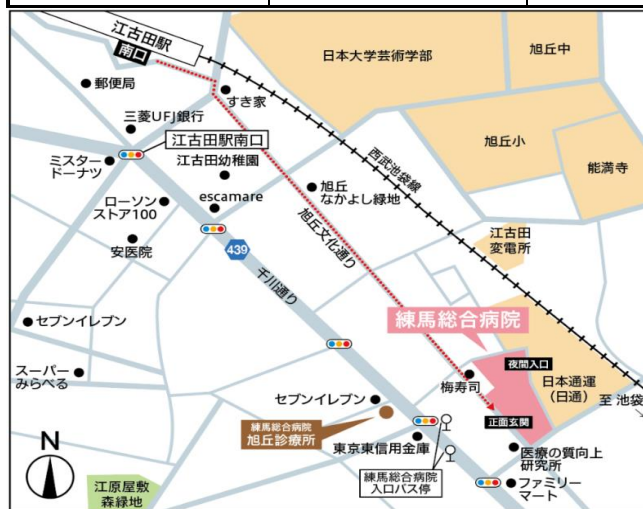 江古田駅
南口
郵便局
すき家
日本大学芸術学部
旭丘中
三菱UFJ銀行
江古田駅南口
旭丘小
ミスター
ドーナツ
江古田幼稚園
西武池袋線
能満寺
ローソン
ストア100
escamare
旭丘
なかよし緑地
安医院
439
旭丘文化通り
江古田
変電所
千川通り
セブンイレブン
練馬総合病院
スーパー
みらべる
夜間入口
梅寿司
日本通運
(日通)
至 池袋
セブンイレブン
練馬総合病院
旭丘診療所
正面玄関
東京東信用金庫
医療の質向上
研究所
N
江原屋敷
森緑地
練馬総合病院
入口バス停
ファミリー
マート